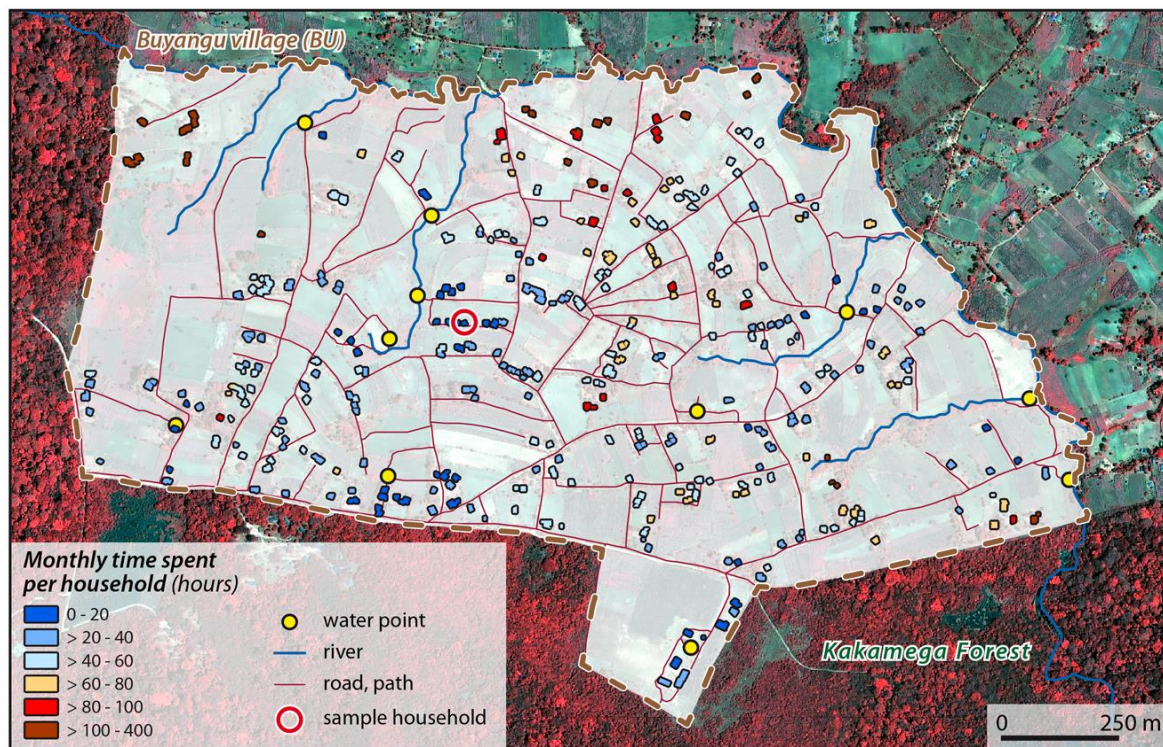 Buyangu village (BU)
Monthly time spent
per household (hours)
0 - 20
> 20 - 40
> 40 - 60
> 60 - 80
> 80 - 100
> 100 - 400
water point
river
road, path
sample household
Kakamega Forest
0 250 m